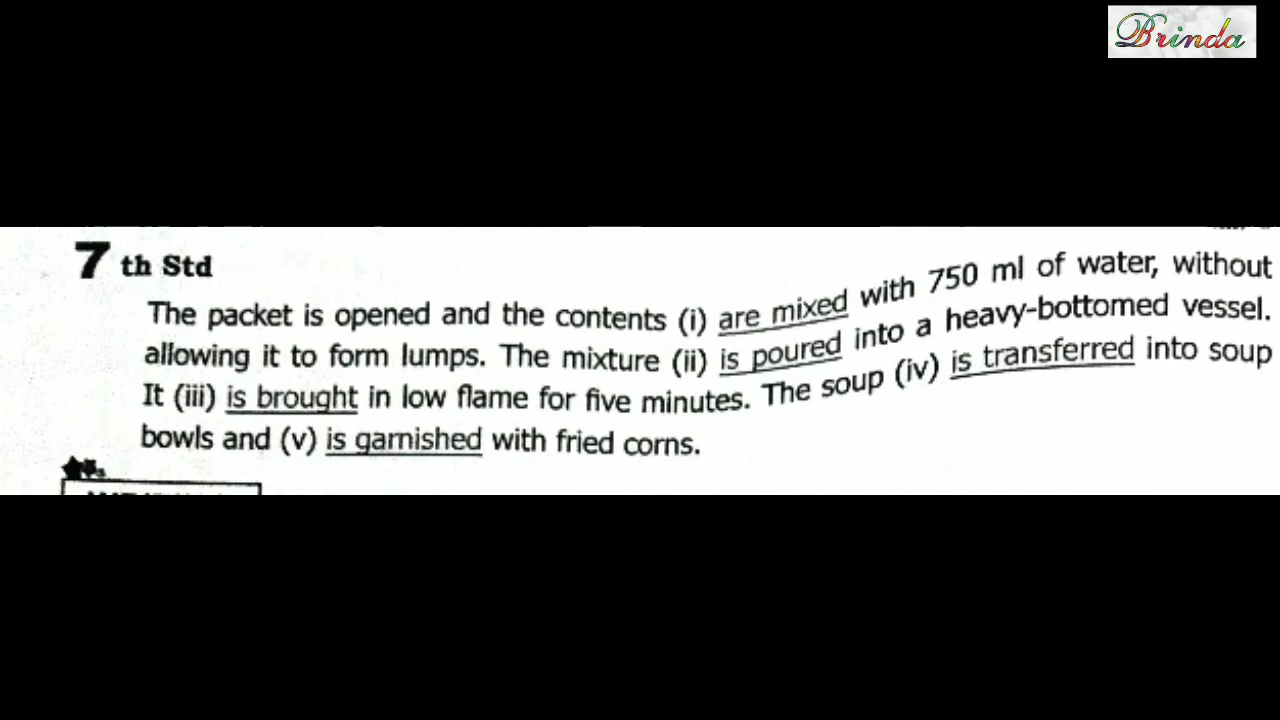 Brinda
7 th Std
The packet is opened and the contents (i) are mixed with 750 ml of water, without
allowing it to form lumps. The mixture (ii) is poured into a heavy-bottomed vessel.
It (iii) is brought in low flame for five minutes. The soup (iv) is transferred into soup
bowls and (v) is garnished with fried corns.